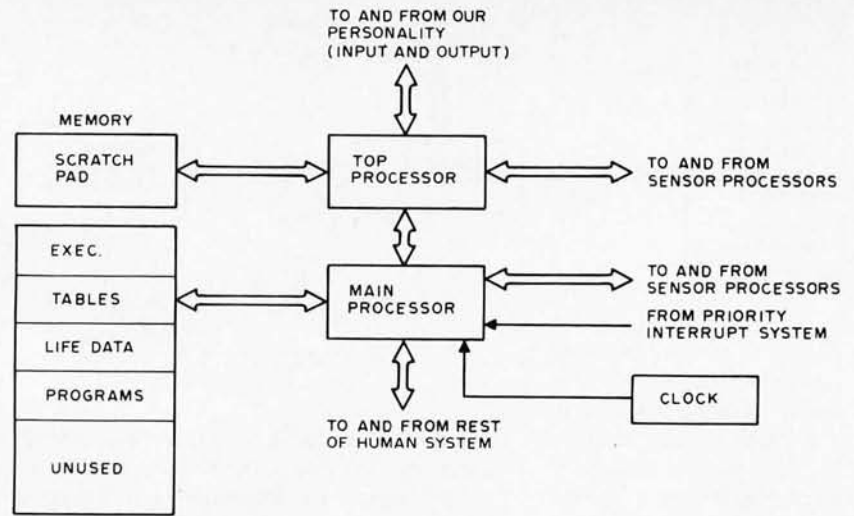 TO AND FROM OUR
PERSONALITY
(INPUT AND OUTPUT)
MEMORY
SCRATCH
PAD
TOP
PROCESSOR
TO AND FROM
SENSOR PROCESSORS
EXEC.
TABLES
LIFE DATA
PROGRAMS
UNUSED
MAIN
PROCESSOR
TO AND FROM
SENSOR PROCESSORS
FROM PRIORITY
INTERRUPT SYSTEM
CLOCK
TO AND FROM REST
OF HUMAN SYSTEM